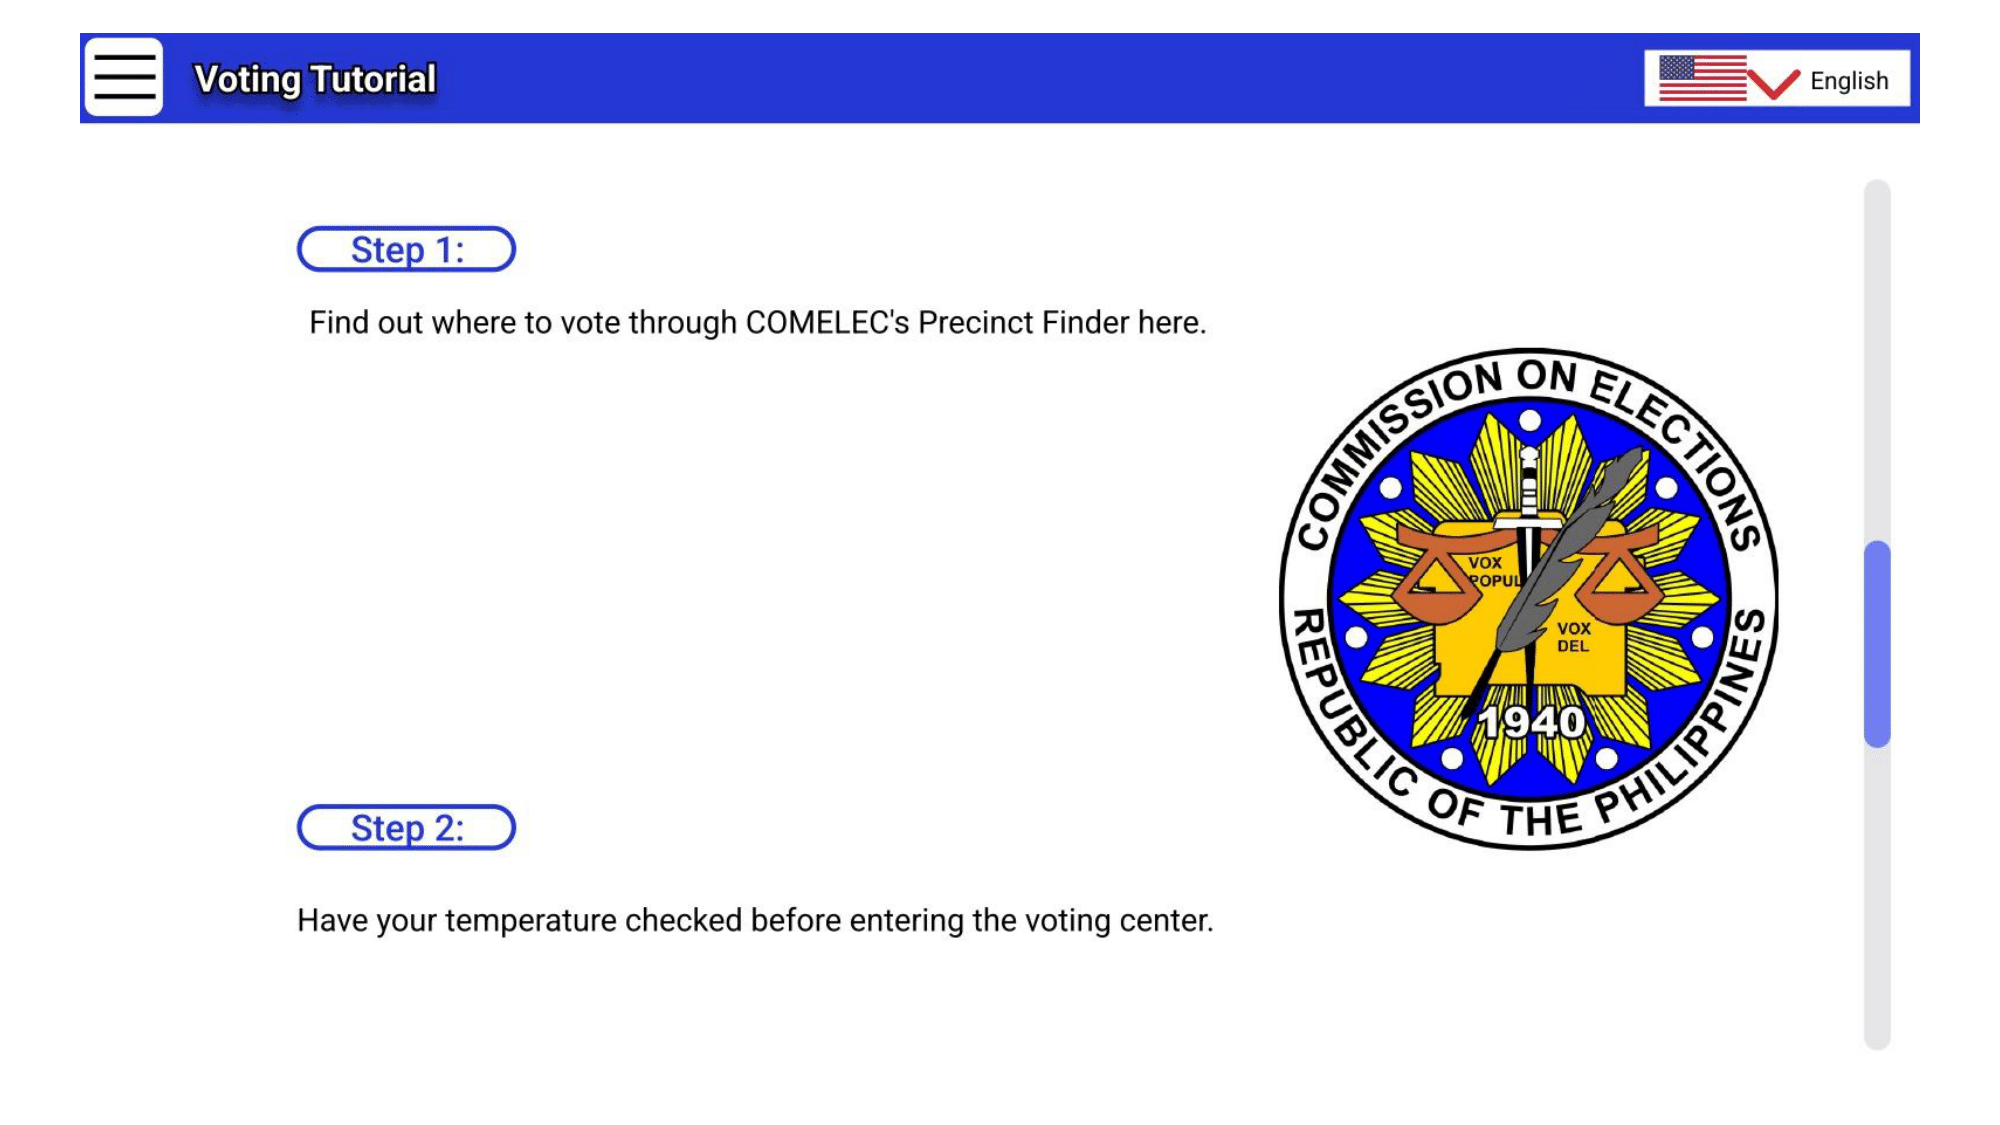 Voting Tutorial
English
Step 1:
Find out where to vote through COMELEC's Precinct Finder here.
COMMISSION ON ELECTIONS
VOX
POPUL
VOX
DEL
1940
REPUBLIC OF THE PHILIPPINES
Step 2:
Have your temperature checked before entering the voting center.